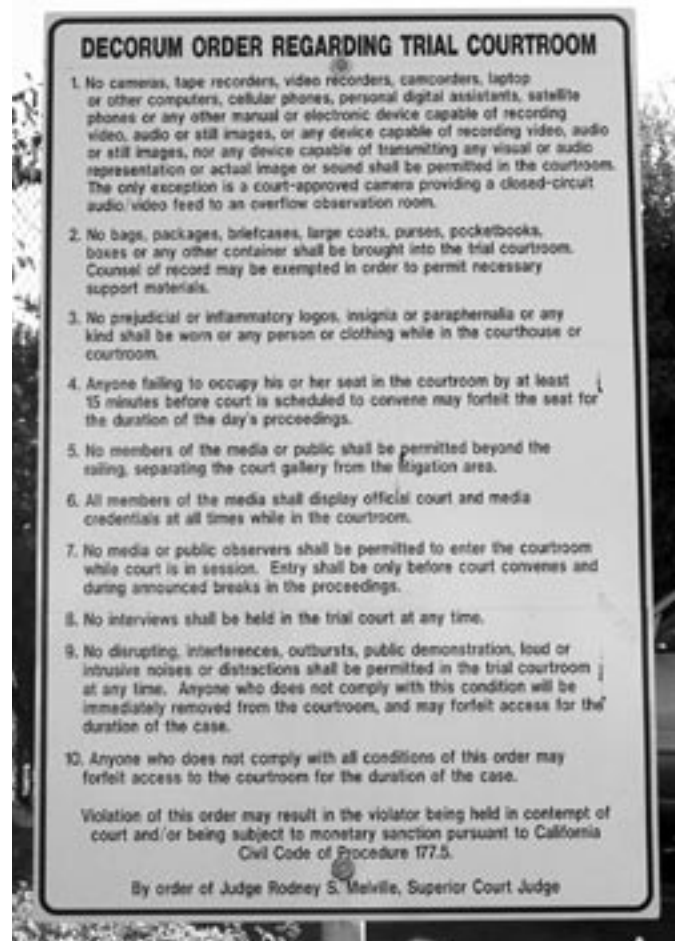 DECORUM ORDER REGARDING TRIAL COURTROOM
1. No cameras, tape recorders, video recorders, camcorders, laptop
or other computers, cellular phones, personal digital assistants, satellite
phones or any other manual or electronic device capable of recording
video, audio or still images, or any device capable of recording video, audio
or still images, nor any device capable of transmitting any visual or audio
representation or actual image or sound shall be permitted in the courtroom.
The only exception is a court-approved camera providing a closed-circuit
audio/video feed to an overflow observation room.
2. No bags, packages, briefcases, large coats, purses, pocketbooks,
boxes or any other container shall be brought into the trial courtroom.
Counsel of record may be exempted in order to permit necessary
support materials.
3. No prejudicial or inflammatory logos, insignia or paraphernalia or any
kind shall be worn or any person or clothing while in the courthouse or
courtroom.
4. Anyone failing to occupy his or her seat in the courtroom by at least
15 minutes before court is scheduled to convene may forfeit the seat for
the duration of the day's proceedings.
5. No members of the media or public shall be permitted beyond the
railing, separating the court gallery from the litigation area.
6. All members of the media shall display official court and media
credentials at all times while in the courtroom.
7. No media or public observers shall be permitted to enter the courtroom
while court is in session. Entry shall be only before court convenes and
during announced breaks in the proceedings.
8. No interviews shall be held in the trial court at any time.
9. No disrupting, interferences, outbursts, public demonstration, loud or
intrusive noises or distractions shall be permitted in the trial courtroom
at any time. Anyone who does not comply with this condition will be
immediately removed from the courtroom, and may forfeit access for the
duration of the case.
10. Anyone who does not comply with all conditions of this order may
forfeit access to the courtroom for the duration of the case.
Violation of this order may result in the violator being held in contempt of
court and/or being subject to monetary sanction pursuant to California
Civil Code of Procedure 177.5.
By order of Judge Rodney S. Melville, Superior Court Judge